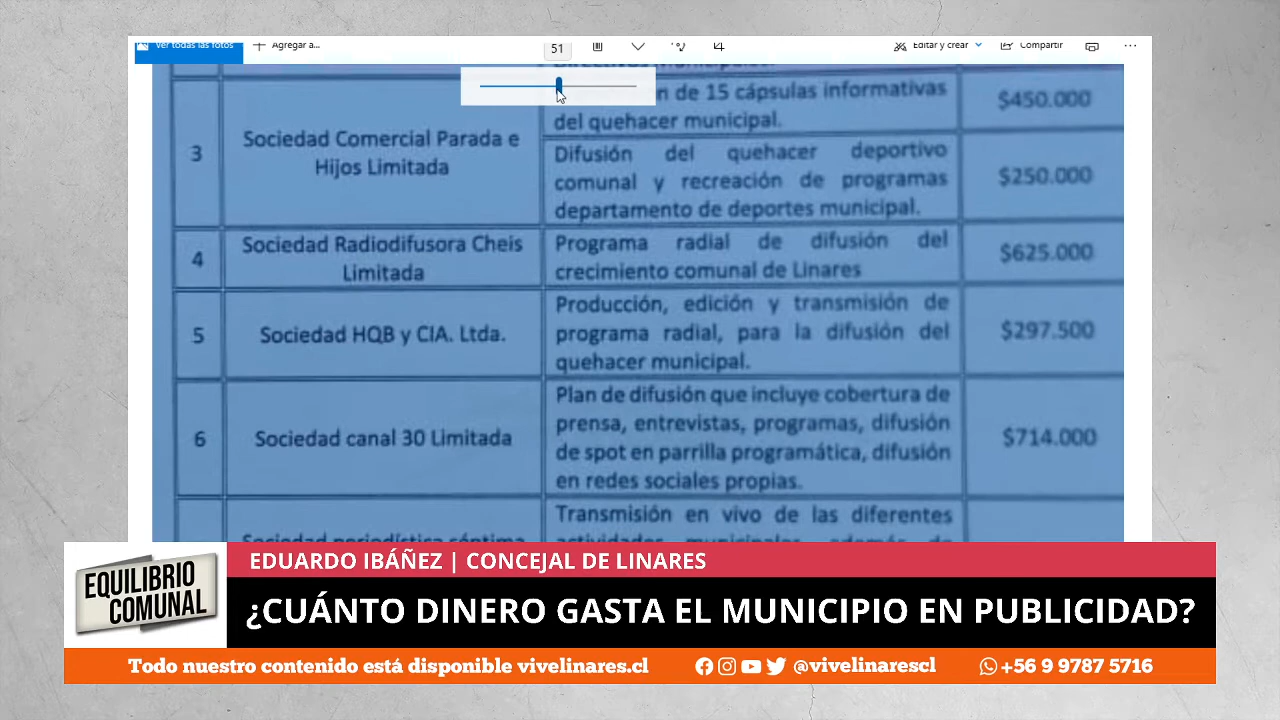 Ver todas las fotos
Agregar a...
51
Editar y crear
Compartir
3
Sociedad Comercial Parada e
Hijos Limitada
n de 15 cápsulas informativas
del quehacer municipal.
$450.000
Difusión del quehacer deportivo
comunal y recreación de programas
departamento de deportes municipal.
$250.000
4
Sociedad Radiodifusora Cheis
Limitada
Programa radial de difusión del
crecimiento comunal de Linares
$625.000
5
Sociedad HQB y CIA. Ltda.
Producción, edición y transmisión de
programa radial, para la difusión del
quehacer municipal.
$297.500
6
Sociedad canal 30 Limitada
Plan de difusión que incluye cobertura de
prensa, entrevistas, programas, difusión
de spot en parrilla programática, difusión
en redes sociales propias.
$714.000
Transmisión en vivo de las diferentes
EQUILIBRIO
COMUNAL
EDUARDO IBÁÑEZ | CONCEJAL DE LINARES
¿CUÁNTO DINERO GASTA EL MUNICIPIO EN PUBLICIDAD?
Todo nuestro contenido está disponible vivelinares.cl
@vivelinarescl
+56 9 9787 5716